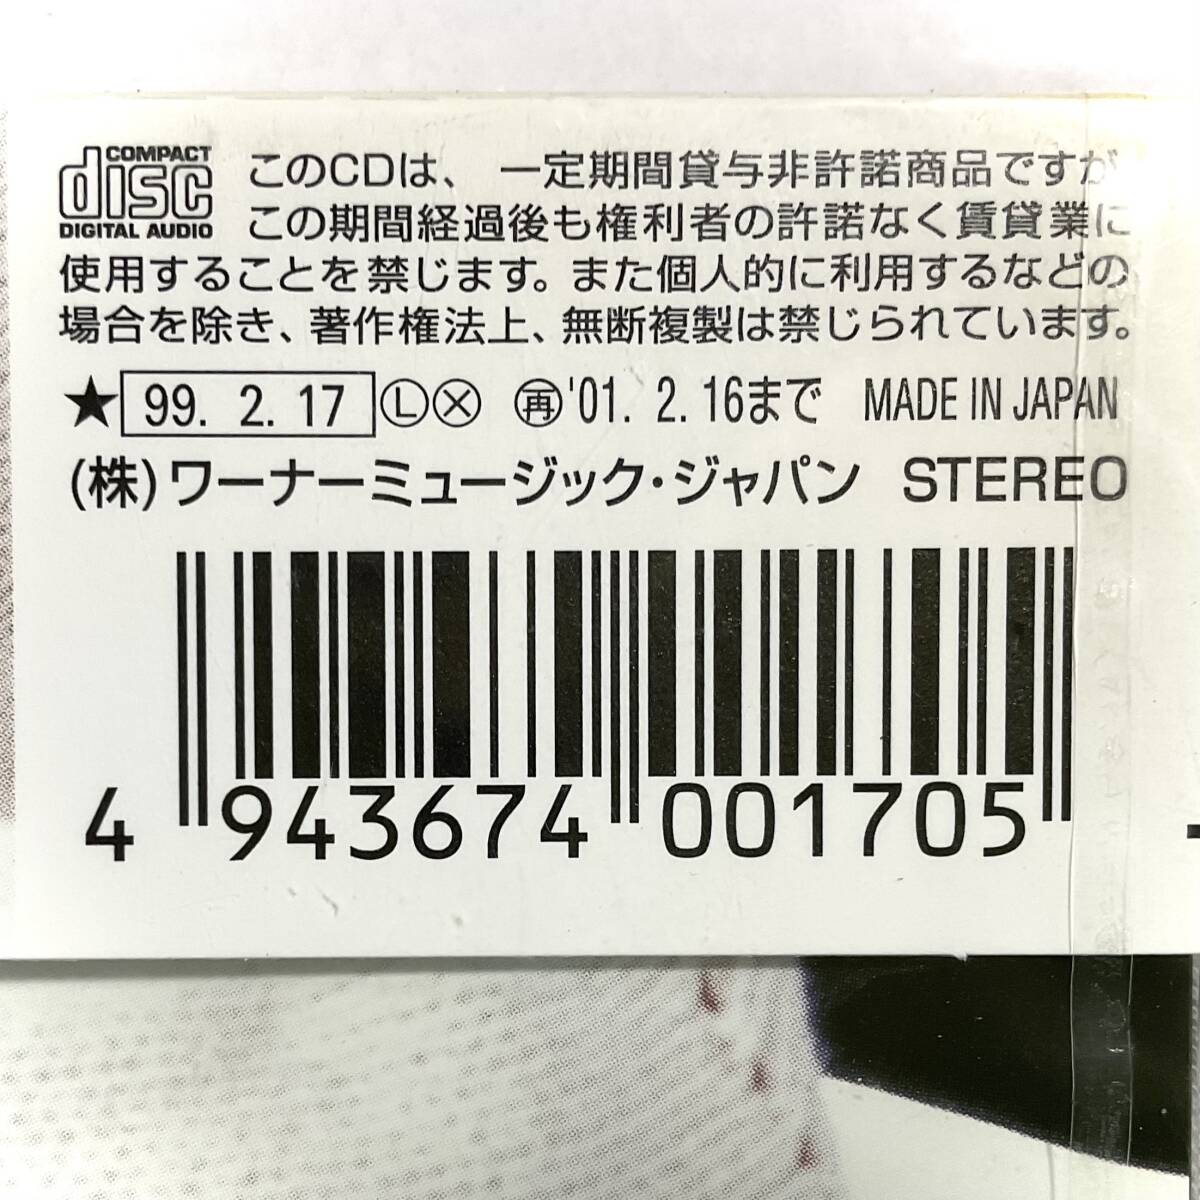 COMPACT
disc
DIGITAL AUDIO
このCDは、一定期間貸与非許諾商品ですが
この期間経過後も権利者の許諾なく賃貸業に
使用することを禁じます。また個人的に利用するなどの
場合を除き、著作権法上、無断複製は禁じられています。
★ 99. 2. 17 Ⓛ ⓧ ㊢'01. 2. 16まで MADE IN JAPAN
(株)ワーナーミュージック・ジャパン STEREO
4 943674 001705